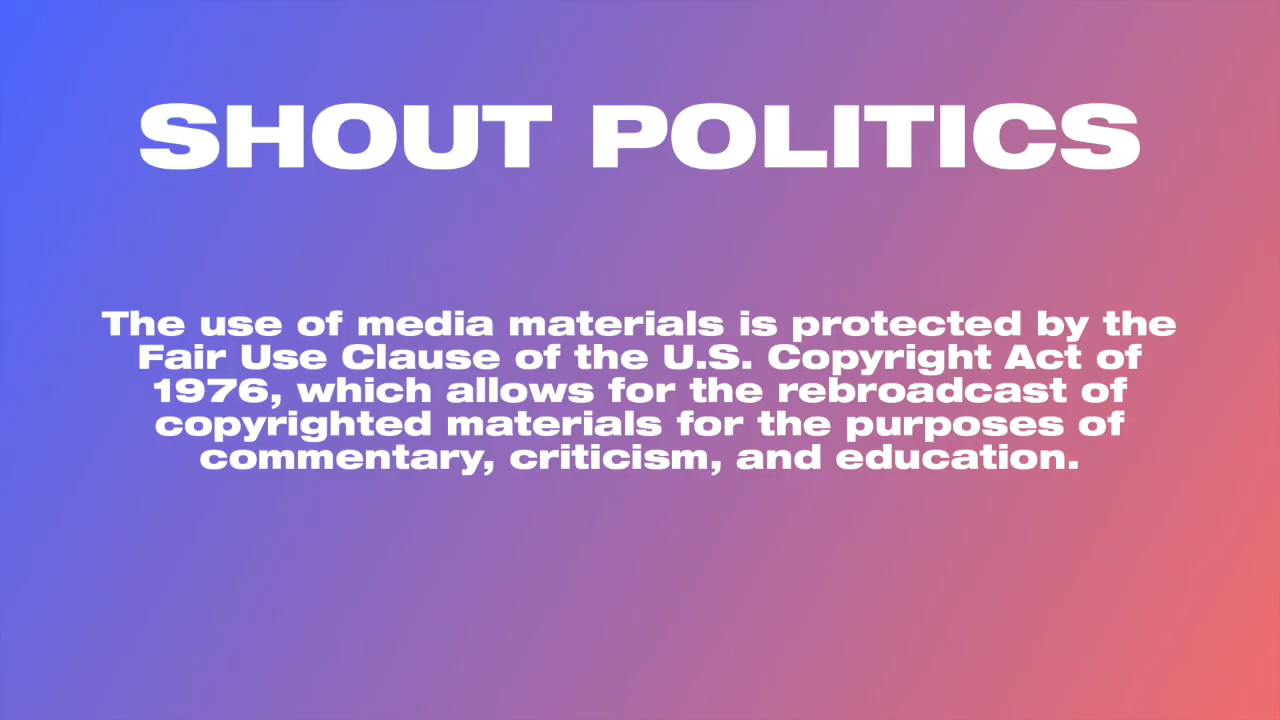 SHOUT POLITICS
The use of media materials is protected by the
Fair Use Clause of the U.S. Copyright Act of
1976, which allows for the rebroadcast of
copyrighted materials for the purposes of
commentary, criticism, and education.